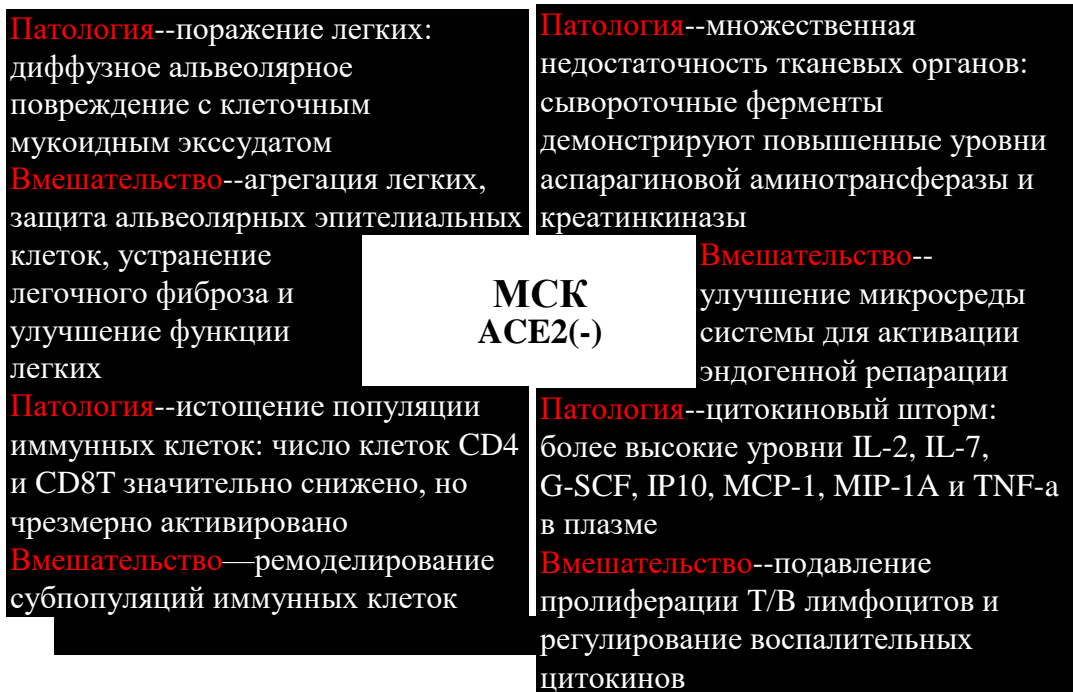 Патология--поражение легких:
диффузное альвеолярное
повреждение с клеточным
мукоидным экссудатом
Вмешательство--агрегация легких,
защита альвеолярных эпителиальных
клеток, устранение
легочного фиброза и
улучшение функции
легких
Патология--множественная
недостаточность тканевых органов:
сывороточные ферменты
демонстрируют повышенные уровни
аспарагиновой аминотрансферазы и
креатинкиназы
Вмешательство--
улучшение микросреды
системы для активации
эндогенной репарации
МСК
ACE2(-)
Патология--истощение популяции
иммунных клеток: число клеток CD4
и CD8T значительно снижено, но
чрезмерно активировано
Вмешательство—ремоделирование
субпопуляций иммунных клеток
Патология--цитокиновый шторм:
более высокие уровни IL-2, IL-7,
G-SCF, IP10, MCP-1, MIP-1A и TNF-a
в плазме
Вмешательство--подавление
пролиферации Т/В лимфоцитов и
регулирование воспалительных
цитокинов